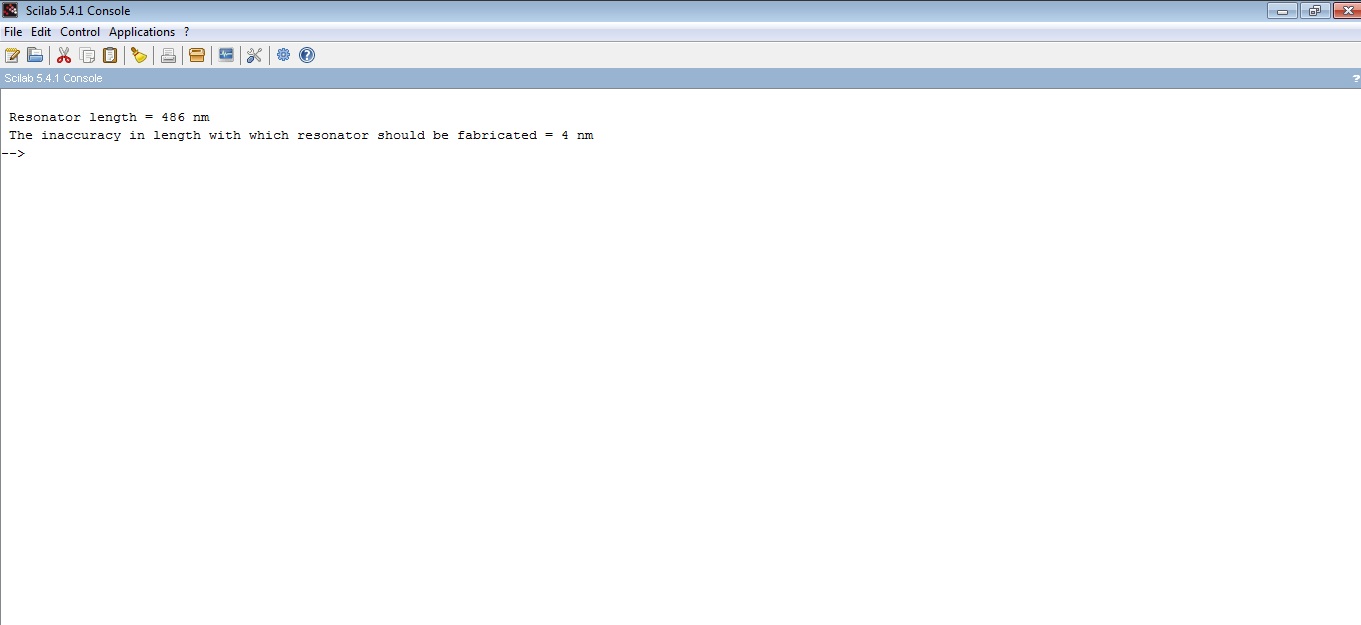 Scilab 5.4.1 Console
File Edit Control Applications ?
Scilab 5.4.1 Console ?
Resonator length = 486 nm
The inaccuracy in length with which resonator should be fabricated = 4 nm
-->